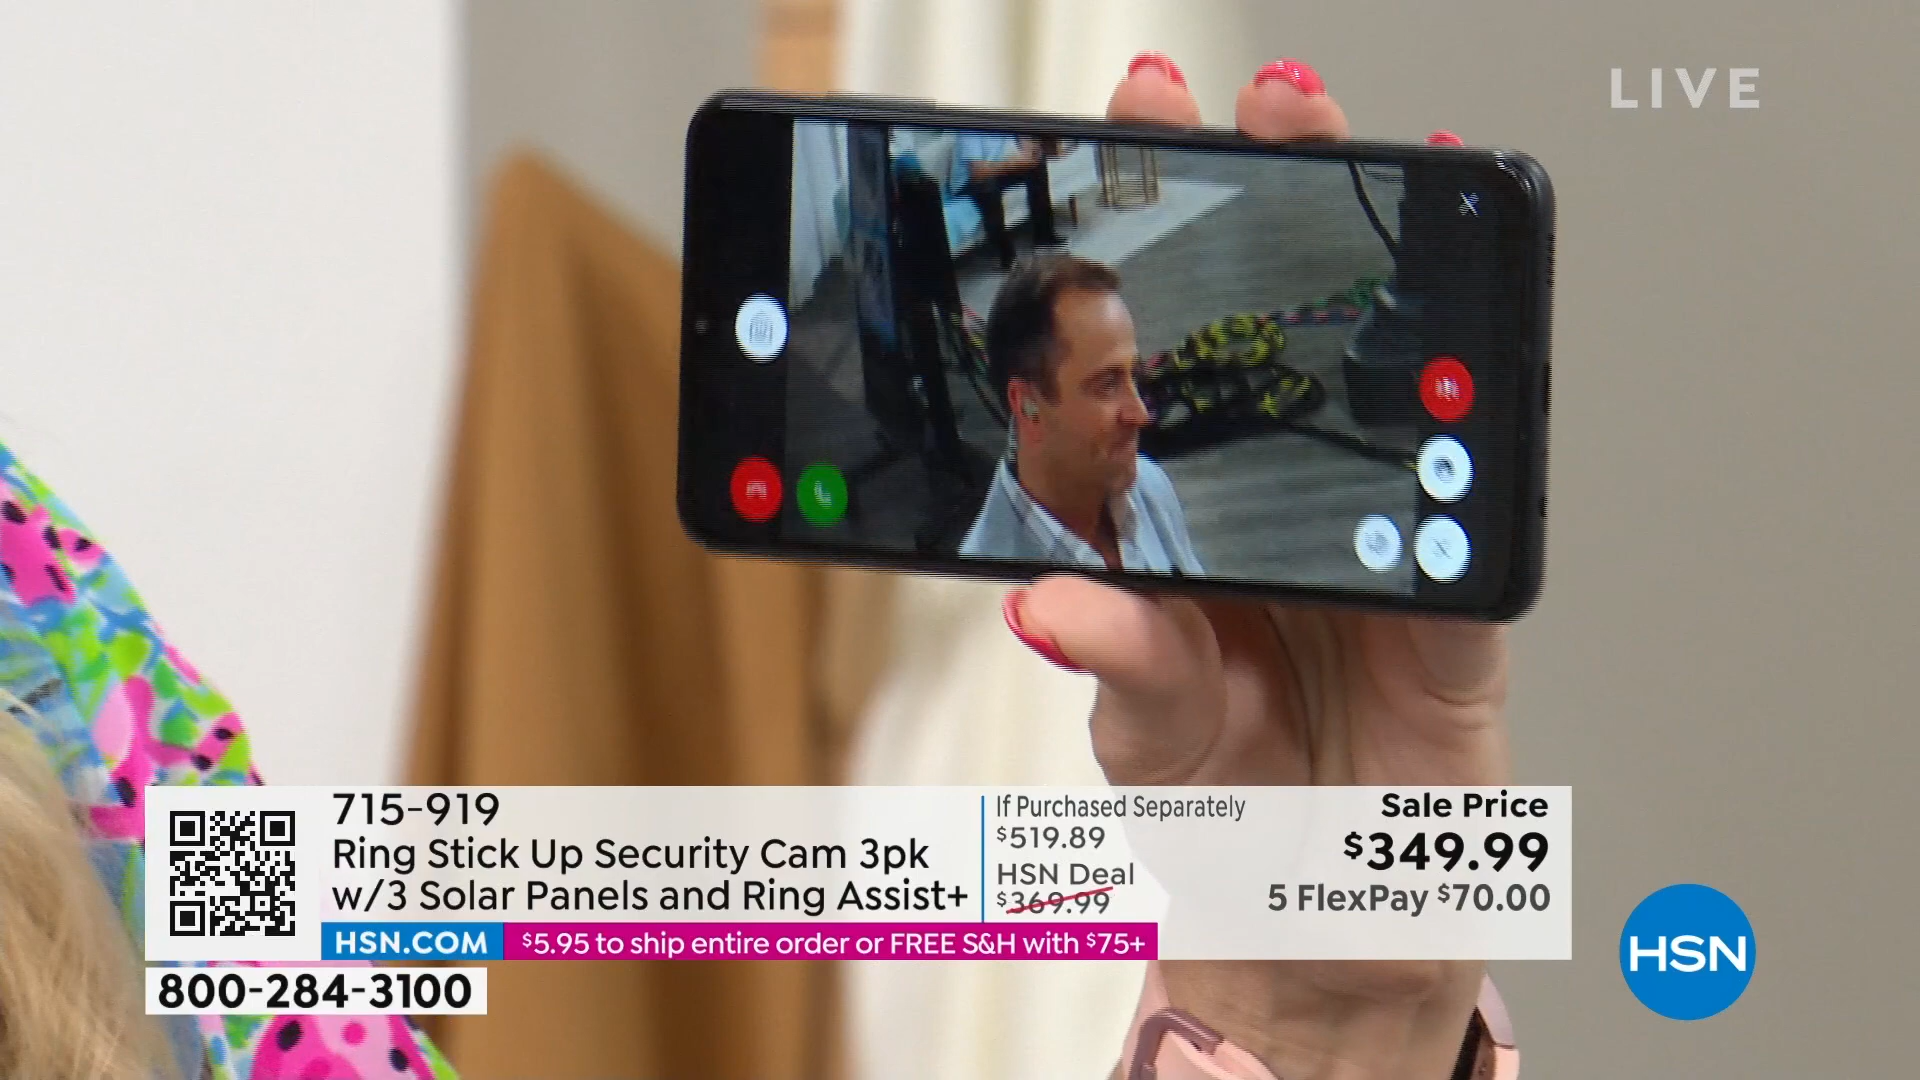 LIVE
715-919
Ring Stick Up Security Cam 3pk
w/3 Solar Panels and Ring Assist+
If Purchased Separately
$519.89
HSN Deal
$369.99
Sale Price
$349.99
5 FlexPay $70.00
HSN.COM
$5.95 to ship entire order or FREE S&H with $75+
800-284-3100
HSN